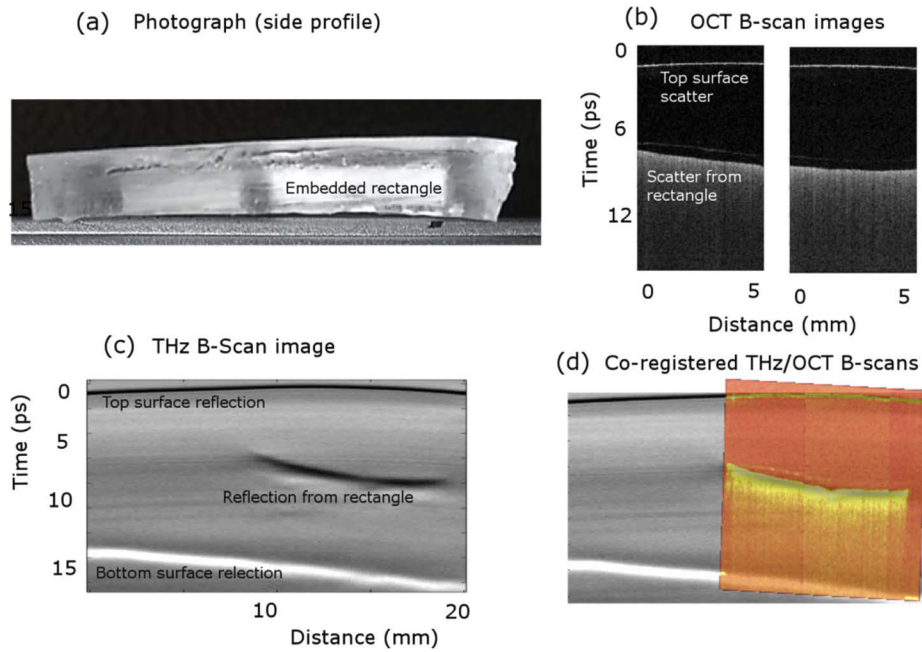 (a) Photograph (side profile)
Embedded rectangle
15
(b) OCT B-scan images
Time (ps)
0
6
12
Top surface
scatter
Scatter from
rectangle
0 5 0 5
Distance (mm)
(c) THz B-Scan image
Time (ps)
0
5
10
15
Top surface reflection
Reflection from rectangle
Bottom surface relection
10 20
Distance (mm)
(d) Co-registered THz/OCT B-scans